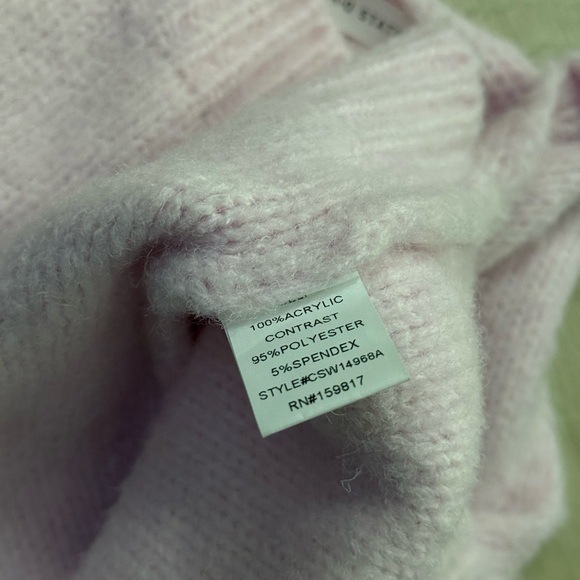 100%ACRYLIC
CONTRAST
95%POLYESTER
5%SPENDEX
STYLE#CSW14968A
RN#159817